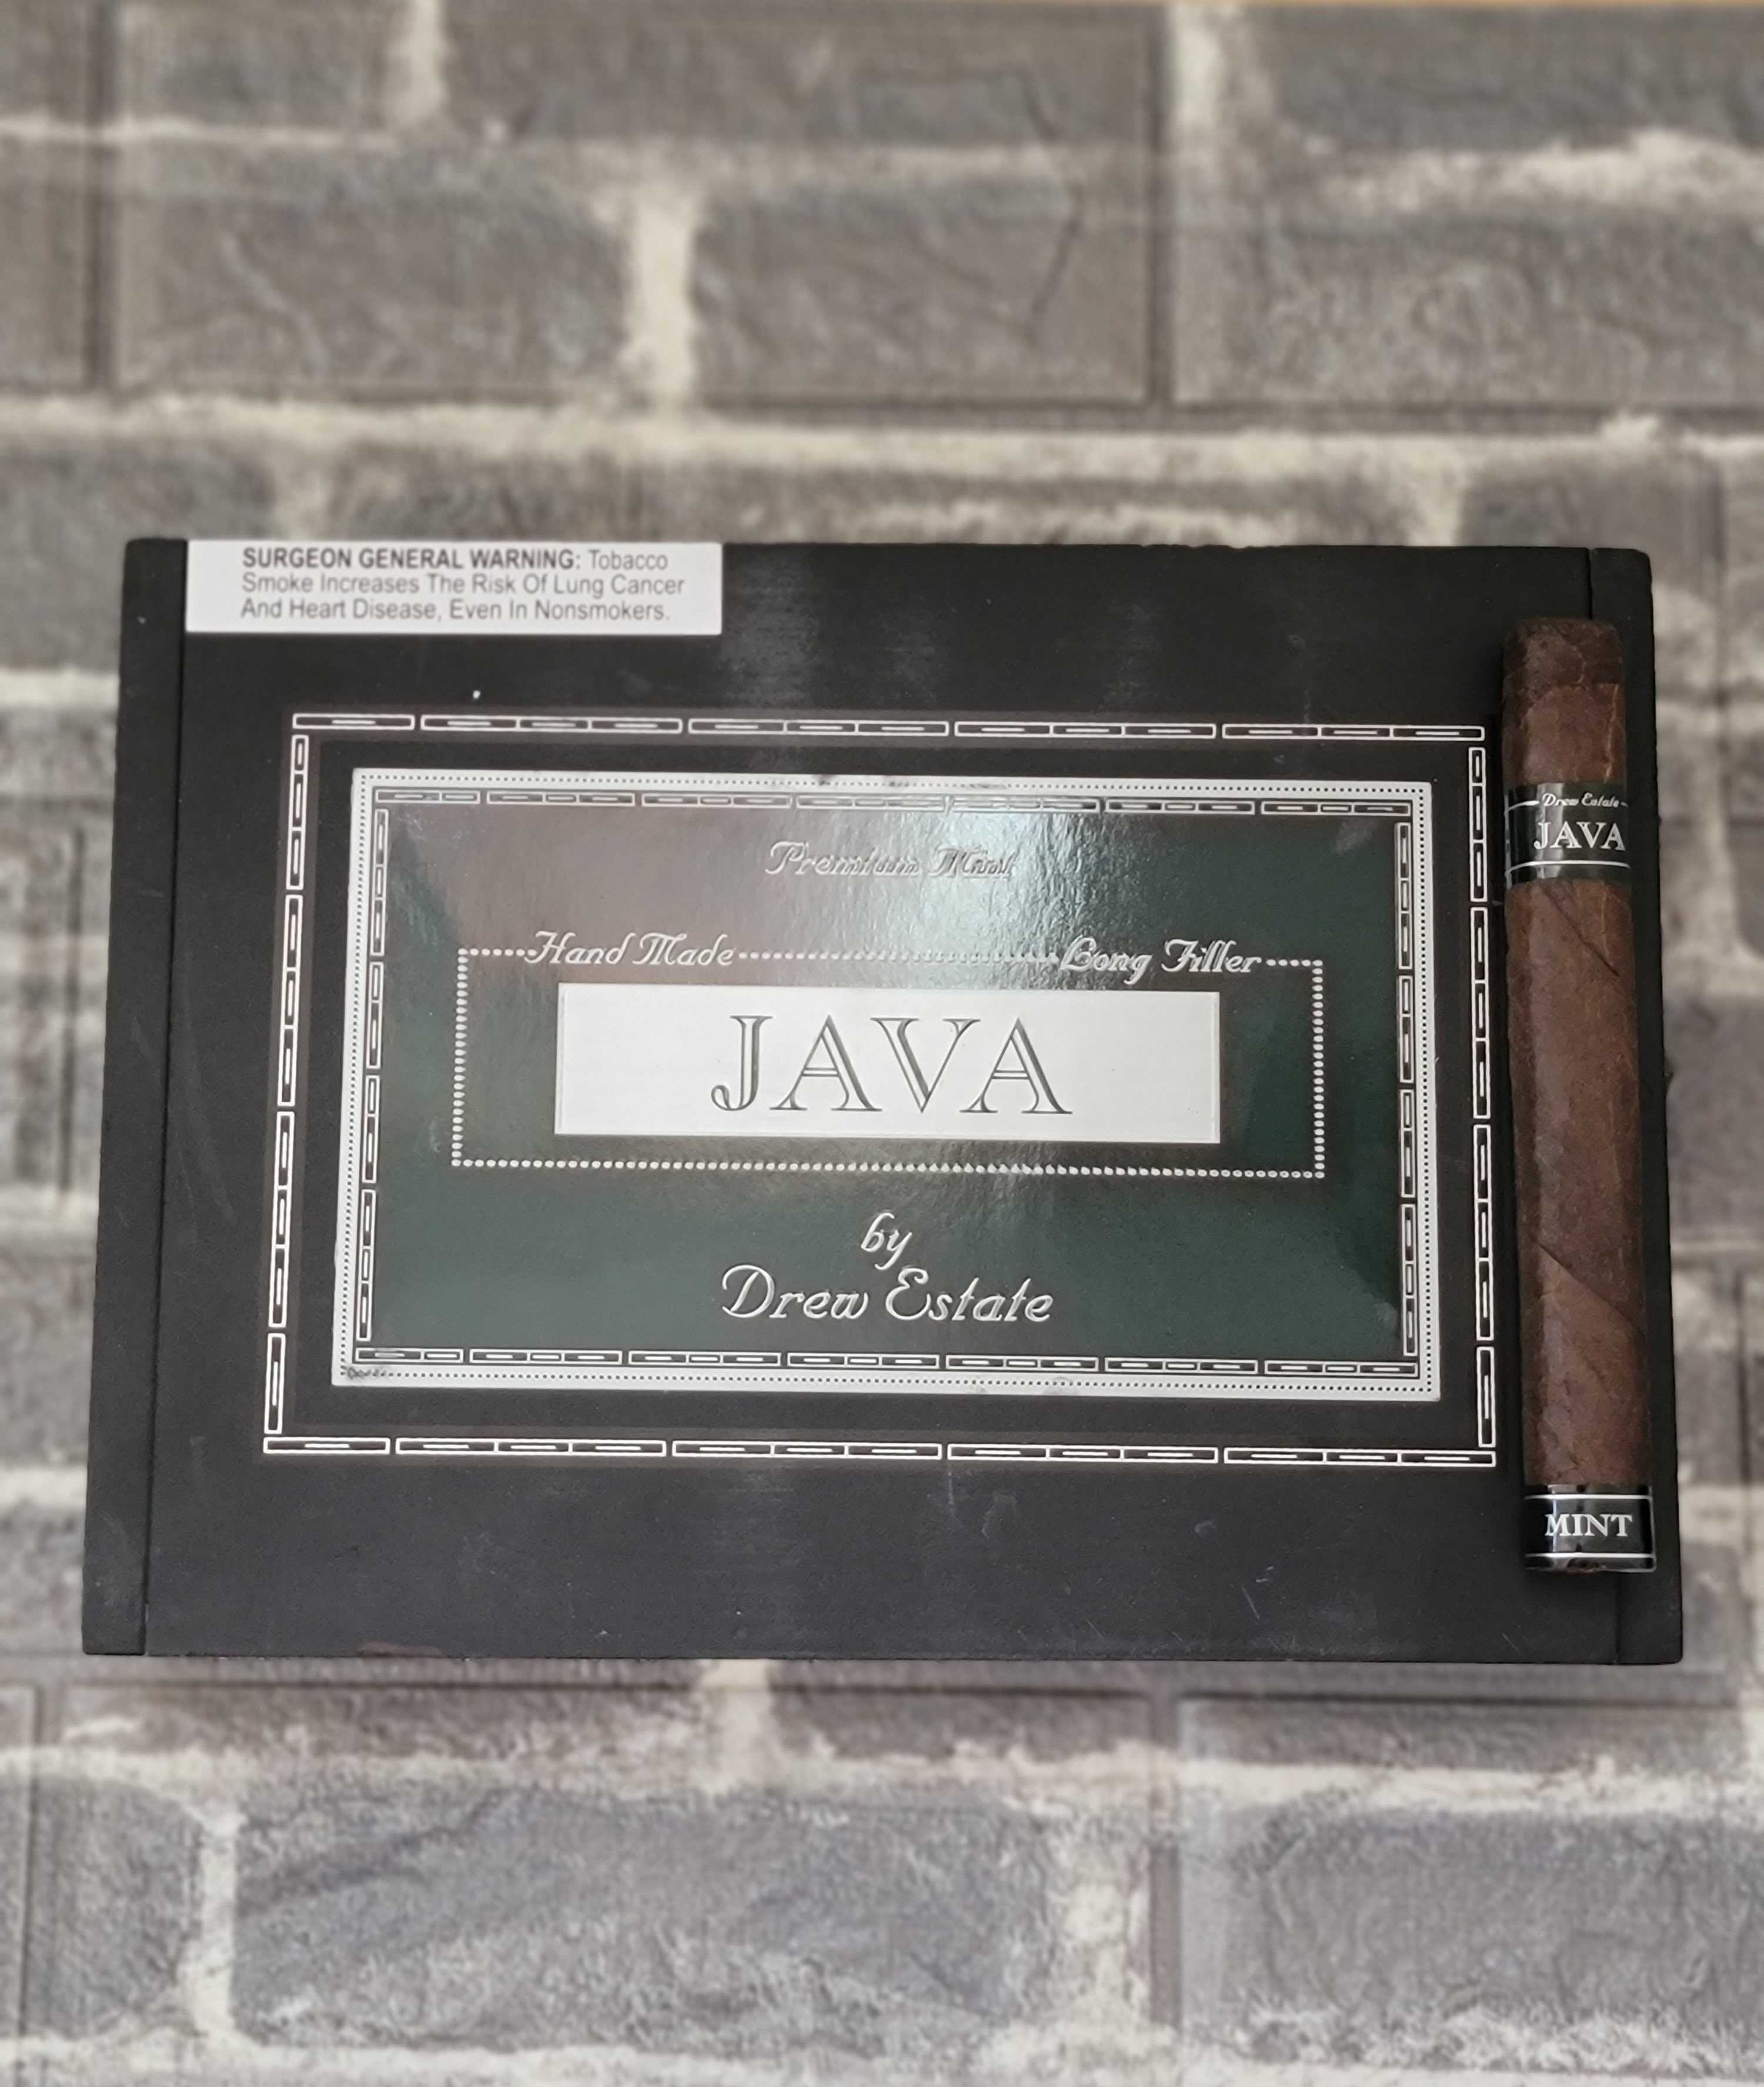 SURGEON GENERAL WARNING: Tobacco
Smoke Increases The Risk Of Lung Cancer
And Heart Disease, Even In Nonsmokers.
Premium Mint
Hand Made Long Filler
JAVA
by
Drew Estate
Drew Estate
JAVA
MINT